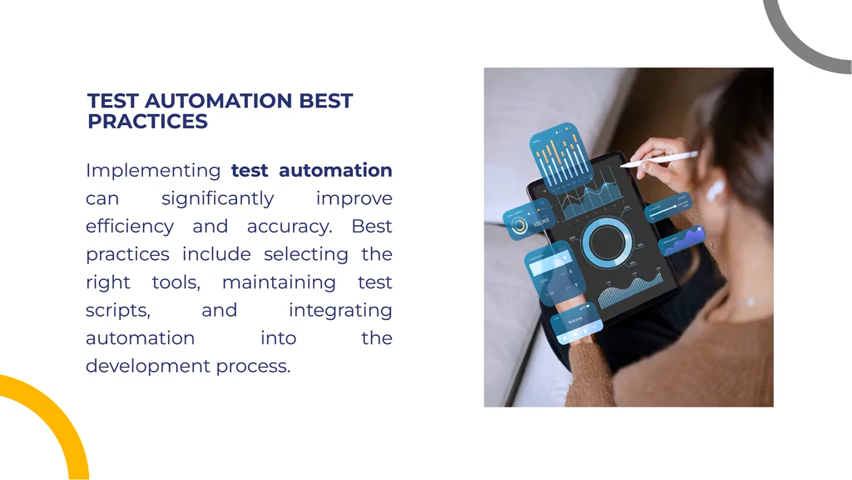 TEST AUTOMATION BEST
PRACTICES
Implementing test automation
can significantly improve
efficiency and accuracy. Best
practices include selecting the
right tools, maintaining test
scripts, and integrating
automation into the
development process.